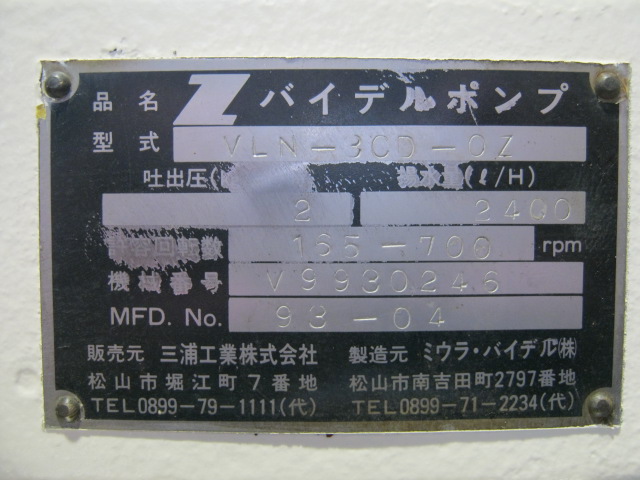 品名 Z バイデルポンプ
型式 VLN-3CD-0Z
吐出圧( 揚水量(ℓ/H)
2 2400
回転数 165-700 rpm
機械番号 V9930246
MFD. No. 93-04
販売元 三浦工業株式会社 製造元 ミウラ・バイデル(株)
松山市堀江町7番地 松山市南吉田町2797番地
TEL0899-79-1111(代) TEL0899-71-2234(代)